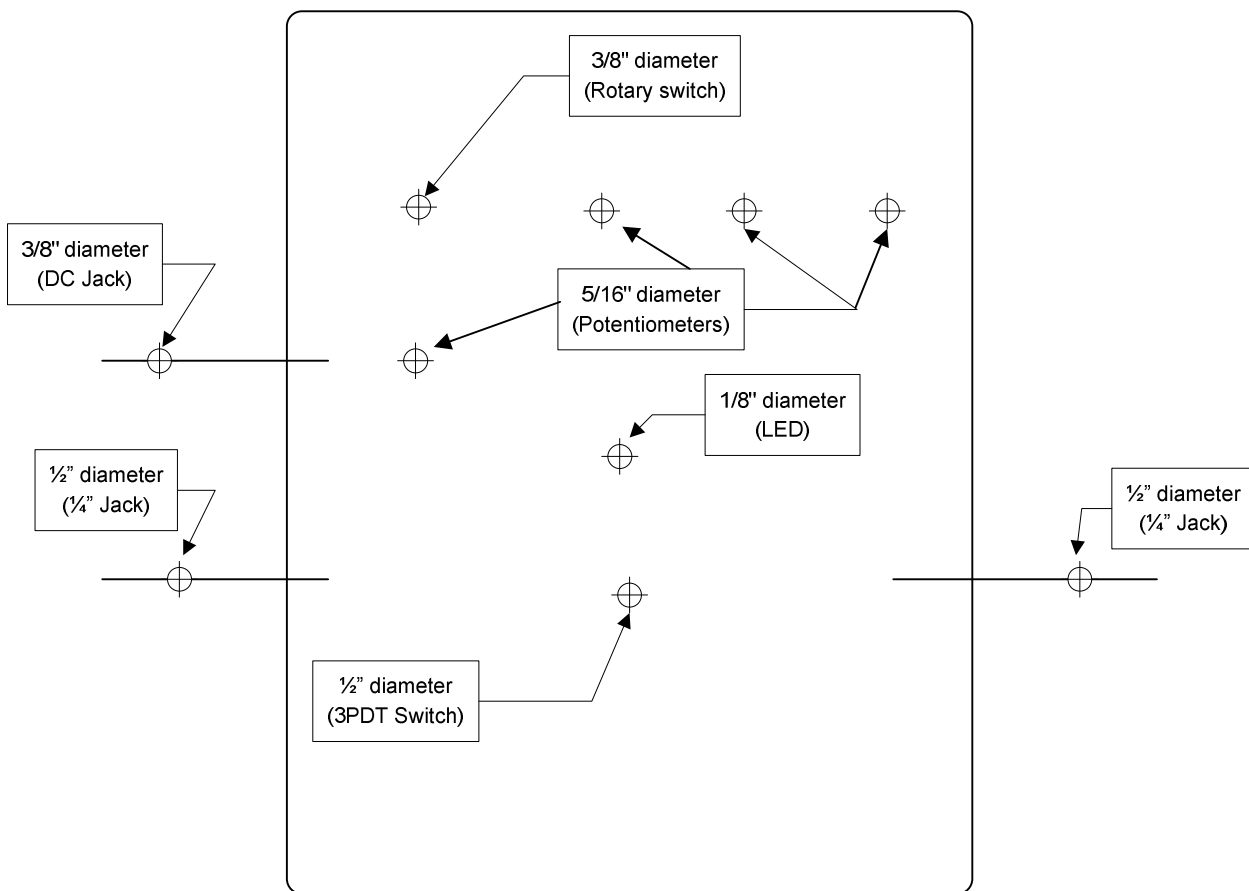 3/8" diameter
(Rotary switch)
3/8" diameter
(DC Jack)
5/16" diameter
(Potentiometers)
1/8" diameter
(LED)
½” diameter
(¼” Jack)
½” diameter
(¼” Jack)
½” diameter
(3PDT Switch)